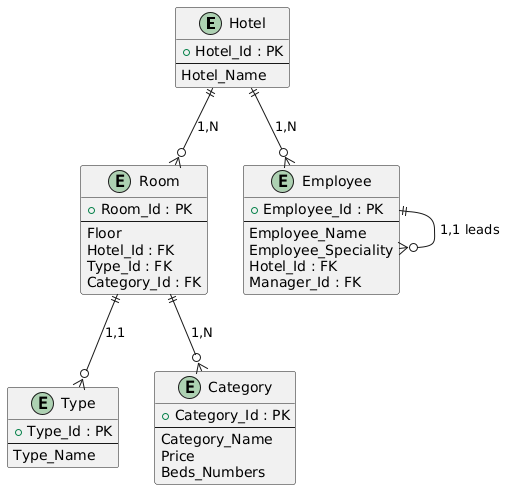 E Hotel
Hotel_Id : PK
Hotel_Name
1,N
1,N
E Room
Room_Id : PK
Floor
Hotel_Id : FK
Type_Id : FK
Category_Id : FK
E Employee
Employee_Id : PK
Employee_Name
Employee_Speciality
Hotel_Id : FK
Manager_Id : FK
1,1 leads
1,1
1,N
E Type
Type_Id : PK
Type_Name
E Category
Category_Id : PK
Category_Name
Price
Beds_Numbers